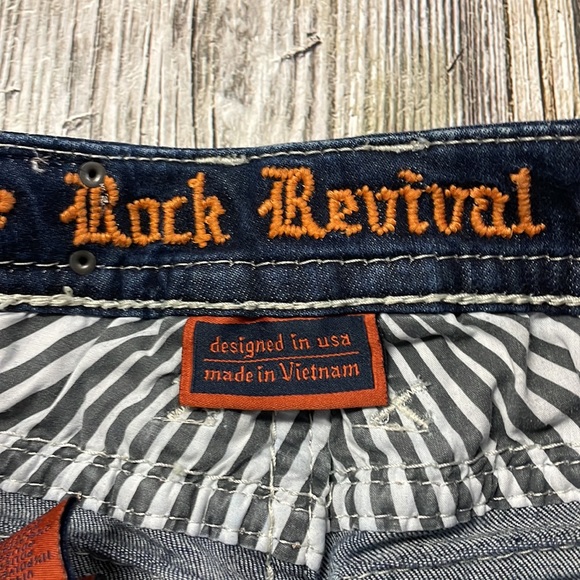 Rock Revival
designed in usa
made in Vietnam